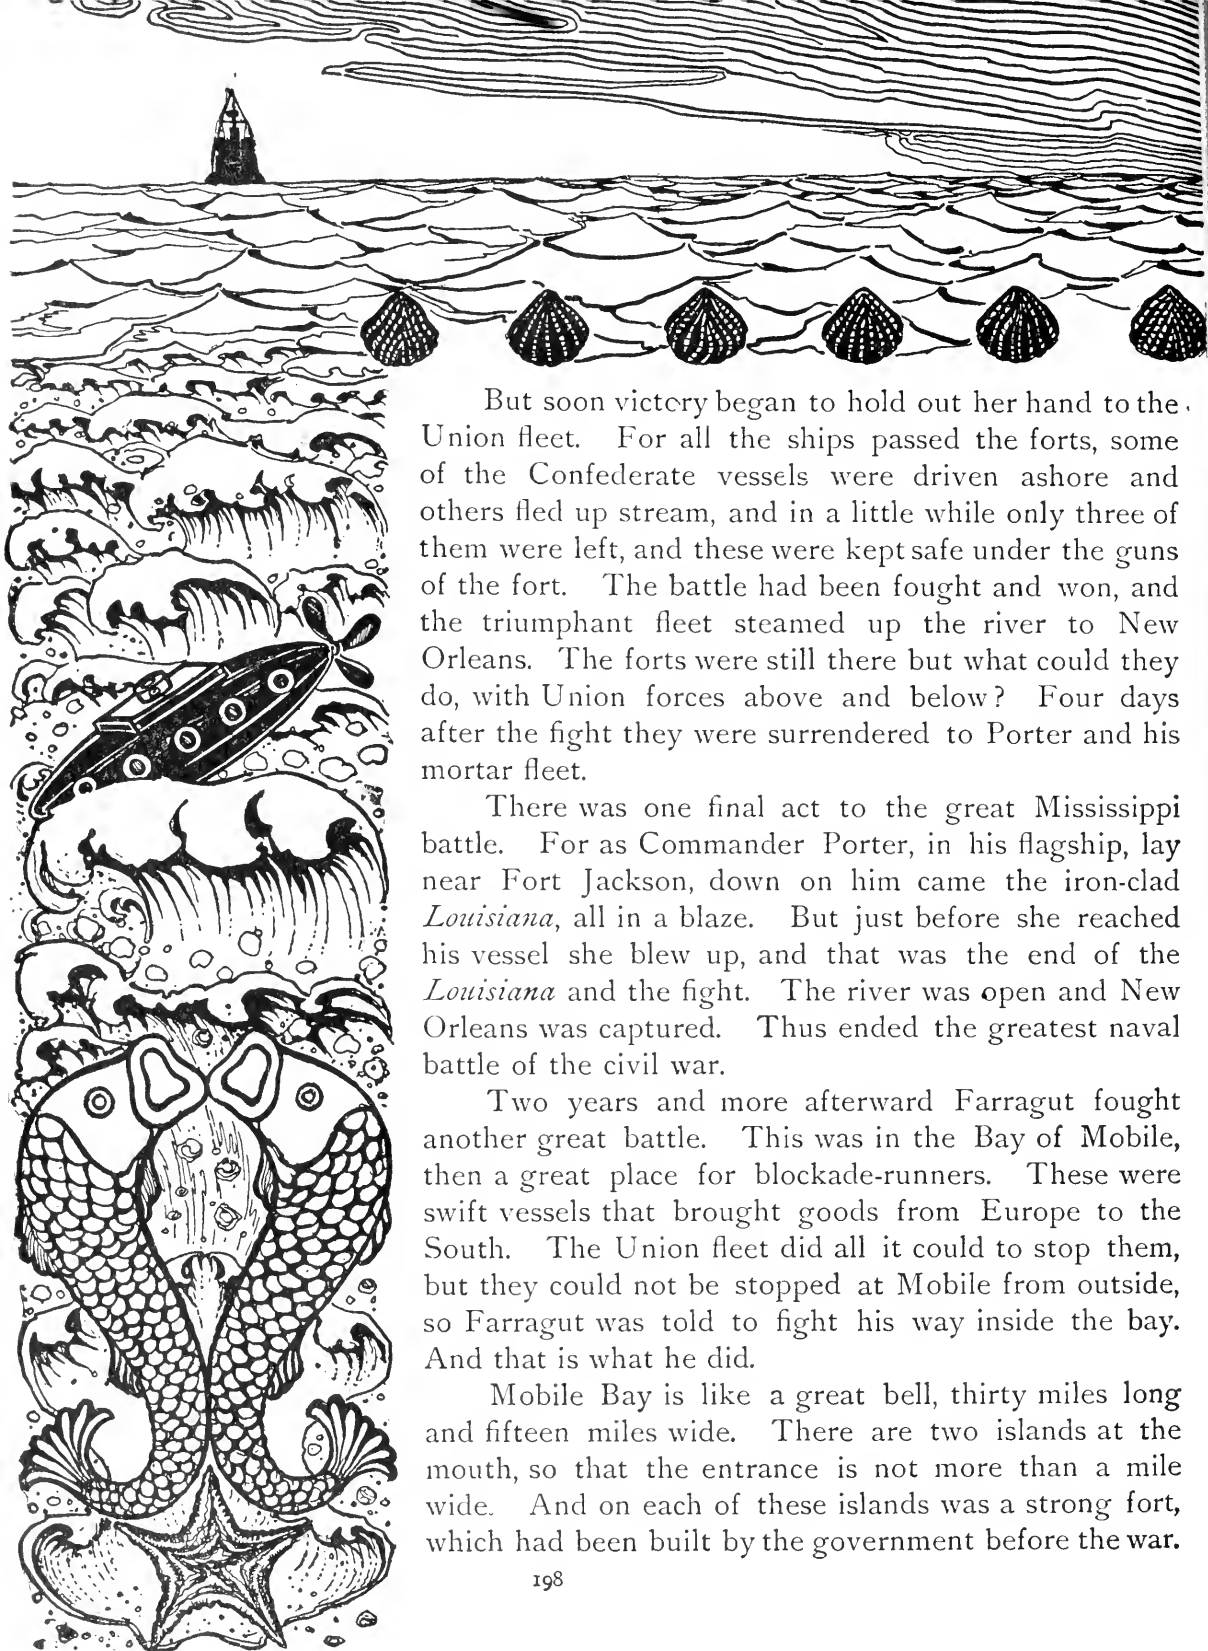 But soon victory began to hold out her hand to the
Union fleet. For all the ships passed the forts, some
of the Confederate vessels were driven ashore and
others fled up stream, and in a little while only three of
them were left, and these were kept safe under the guns
of the fort. The battle had been fought and won, and
the triumphant fleet steamed up the river to New
Orleans. The forts were still there but what could they
do, with Union forces above and below? Four days
after the fight they were surrendered to Porter and his
mortar fleet.
There was one final act to the great Mississippi
battle. For as Commander Porter, in his flagship, lay
near Fort Jackson, down on him came the iron-clad
Louisiana, all in a blaze. But just before she reached
his vessel she blew up, and that was the end of the
Louisiana and the fight. The river was open and New
Orleans was captured. Thus ended the greatest naval
battle of the civil war.
Two years and more afterward Farragut fought
another great battle. This was in the Bay of Mobile,
then a great place for blockade-runners. These were
swift vessels that brought goods from Europe to the
South. The Union fleet did all it could to stop them,
but they could not be stopped at Mobile from outside,
so Farragut was told to fight his way inside the bay.
And that is what he did.
Mobile Bay is like a great bell, thirty miles long
and fifteen miles wide. There are two islands at the
mouth, so that the entrance is not more than a mile
wide. And on each of these islands was a strong fort,
which had been built by the government before the war.
198